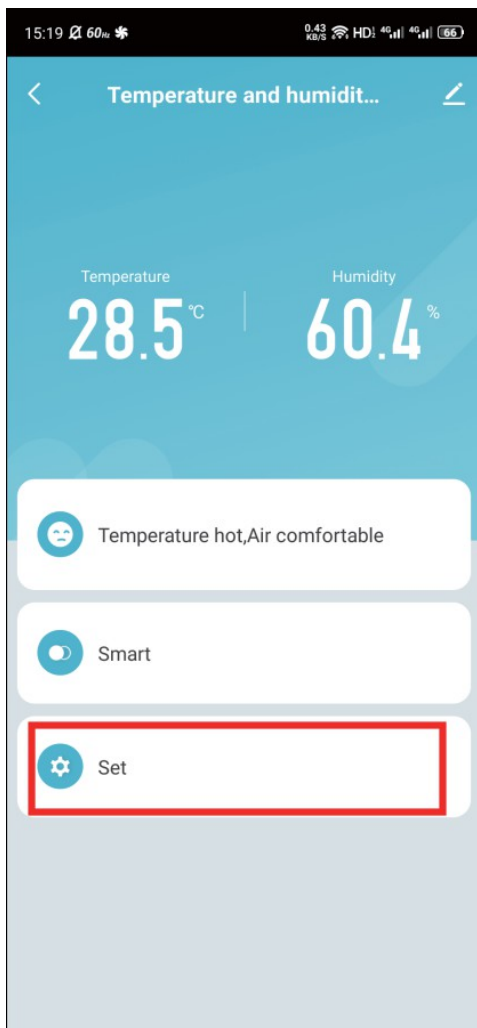 15:19 60Hz 0.43 KB/S HD 4G 4G 66
Temperature and humidit...
Temperature Humidity
28.5 °C 60.4 %
Temperature hot,Air comfortable
Smart
Set